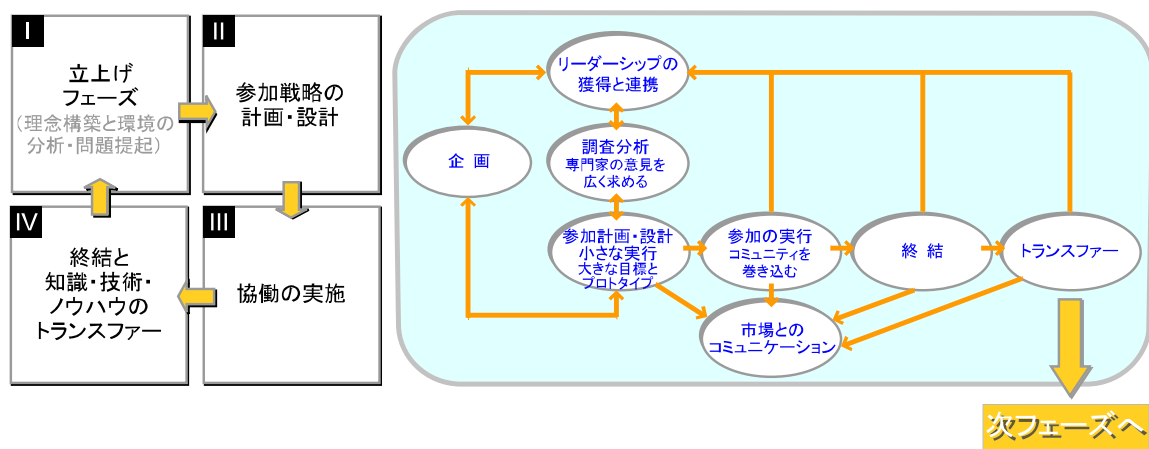 I
立上げ
フェーズ
(理念構築と環境の
分析・問題提起)
II
参加戦略の
計画・設計
IV
終結と
知識・技術・
ノウハウの
トランスファー
III
協働の実施
リーダーシップの
獲得と連携
企 画
調査分析
専門家の意見を
広く求める
参加計画・設計
小さな実行
大きな目標と
プロトタイプ
参加の実行
コミュニティを
巻き込む
終 結
トランスファー
市場との
コミュニケーション
次フェーズへ